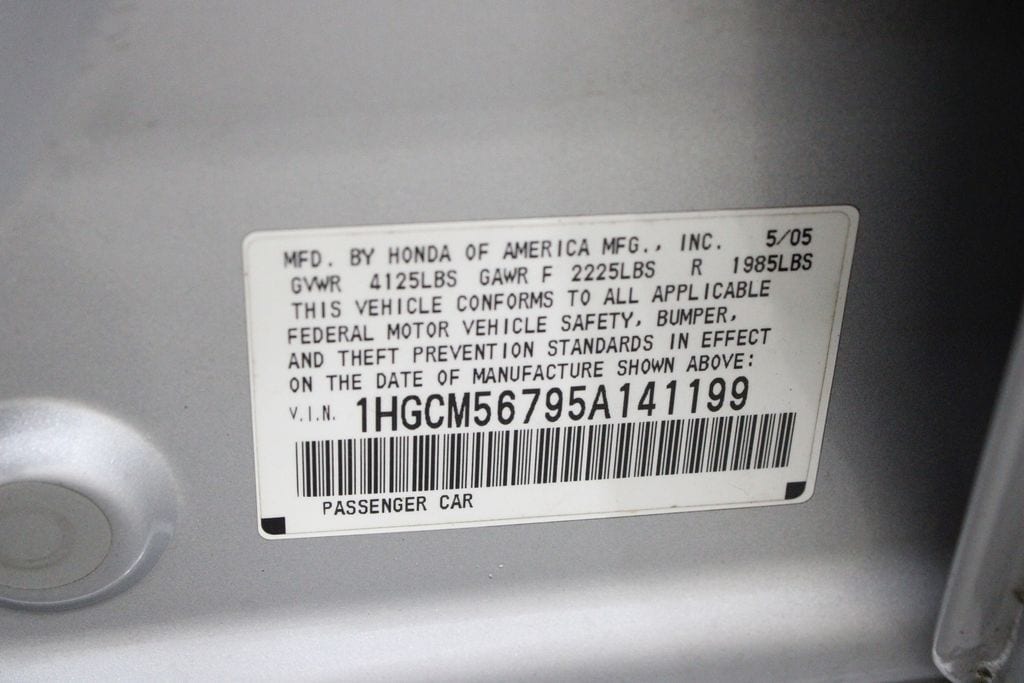 MFD. BY HONDA OF AMERICA MFG., INC. 5/05
GVWR 4125LBS GAWR F 2225LBS R 1985LBS
THIS VEHICLE CONFORMS TO ALL APPLICABLE
FEDERAL MOTOR VEHICLE SAFETY, BUMPER,
AND THEFT PREVENTION STANDARDS IN EFFECT
ON THE DATE OF MANUFACTURE SHOWN ABOVE:
V.I.N. 1HGCM56795A141199
PASSENGER CAR